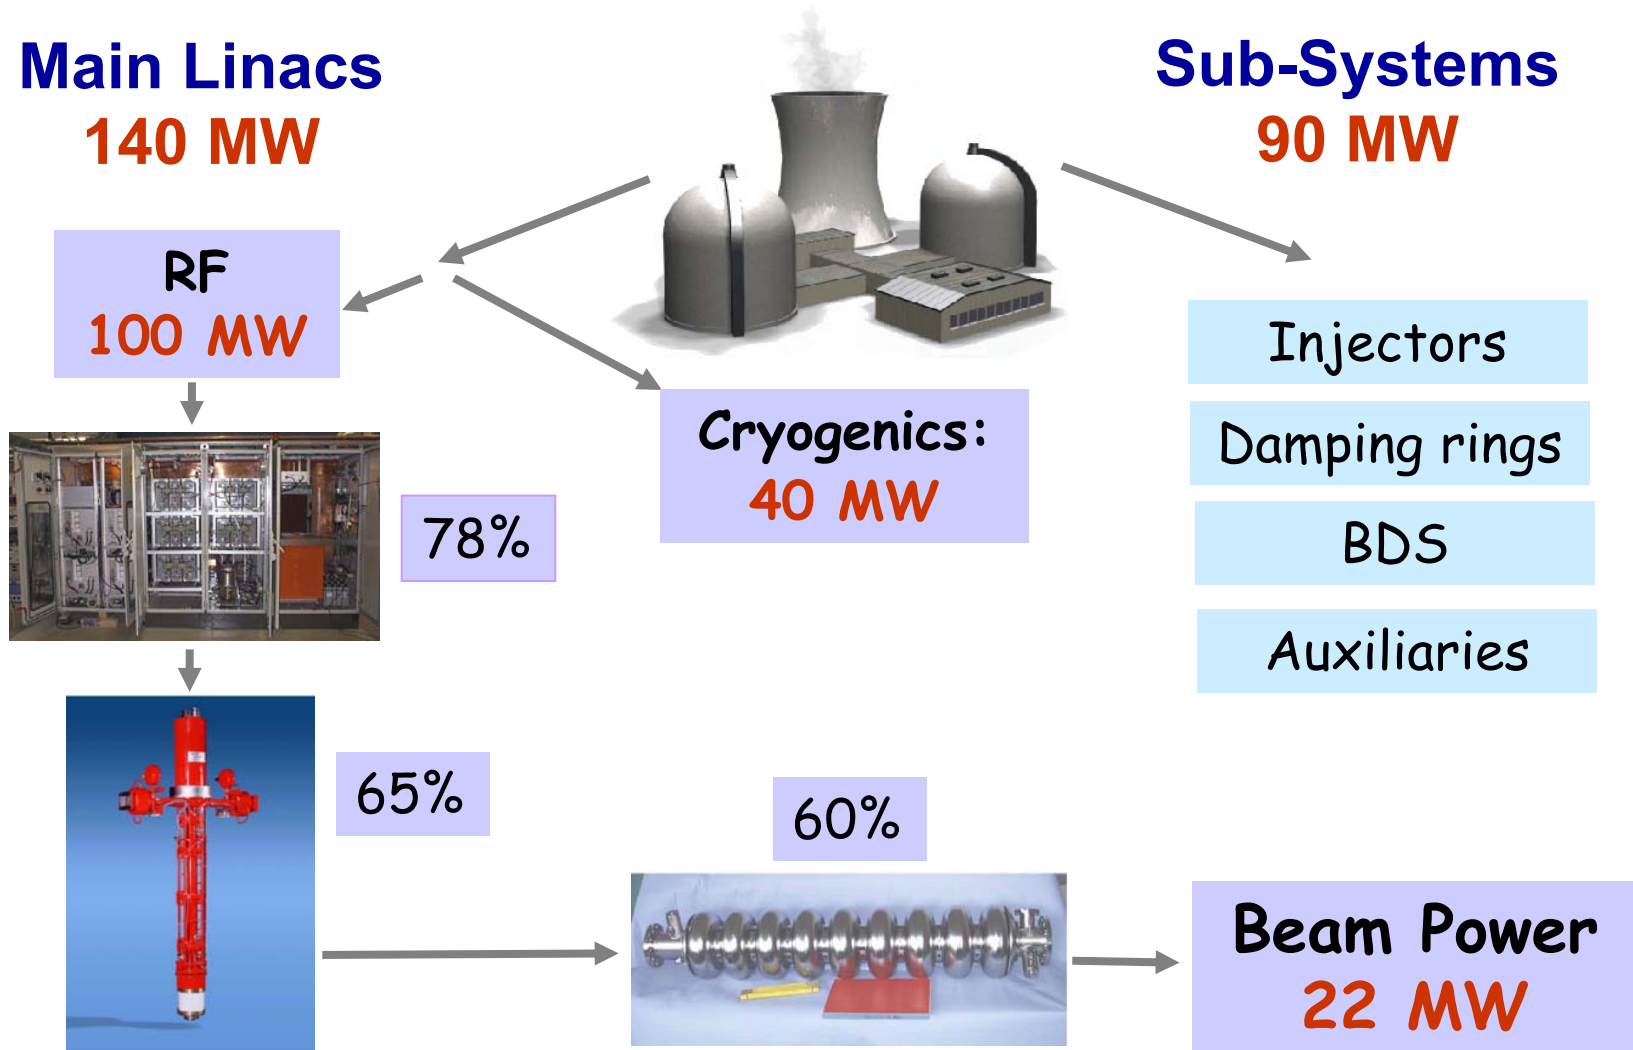 Main Linacs
140 MW
Sub-Systems
90 MW
RF
100 MW
Cryogenics:
40 MW
Injectors
Damping rings
BDS
Auxiliaries
78%
65%
60%
Beam Power
22 MW